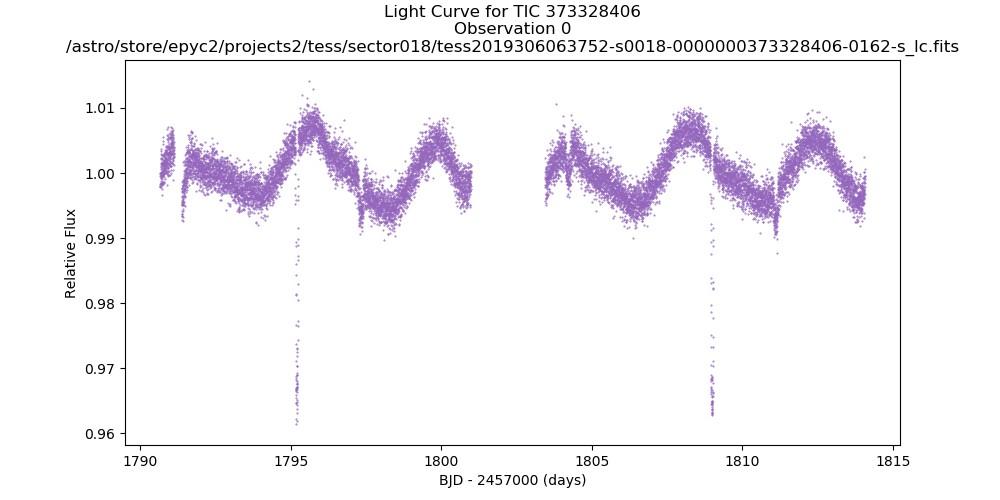 Light Curve for TIC 373328406
Observation 0
/astro/store/epyc2/projects2/tess/sector018/tess2019306063752-s0018-0000000373328406-0162-s_lc.fits
1.01
1.00
0.99
0.98
0.97
0.96
Relative Flux
1790
1795
1800
1805
1810
1815
BJD - 2457000 (days)